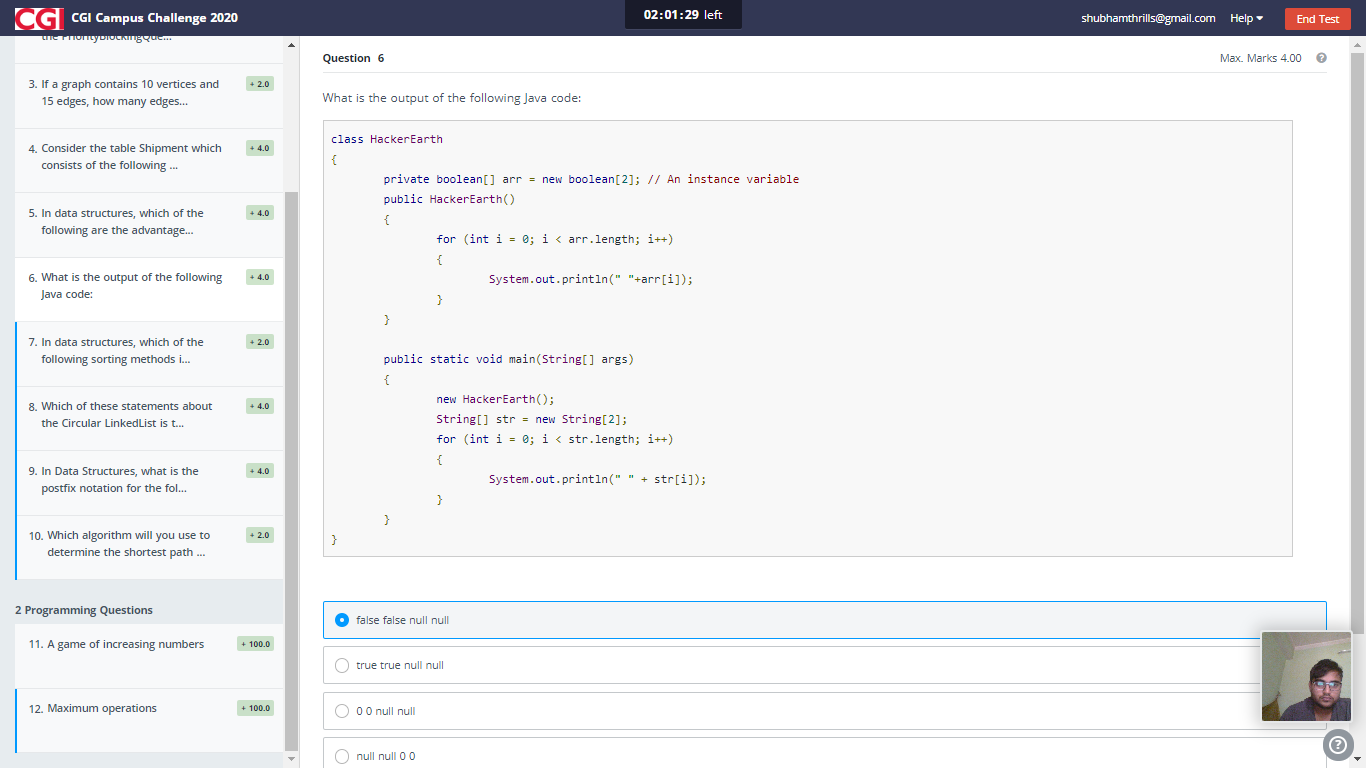 CGI CGI Campus Challenge 2020
02:01:29 left
shubhamthrills@gmail.com Help End Test
the PriorityBlockingQue...
3. If a graph contains 10 vertices and
15 edges, how many edges...
+ 2.0
4. Consider the table Shipment which
consists of the following ...
+ 4.0
5. In data structures, which of the
following are the advantage...
+ 4.0
6. What is the output of the following
Java code:
+ 4.0
7. In data structures, which of the
following sorting methods i...
+ 2.0
8. Which of these statements about
the Circular LinkedList is t...
+ 4.0
9. In Data Structures, what is the
postfix notation for the fol...
+ 4.0
10. Which algorithm will you use to
determine the shortest path ...
+ 2.0
2 Programming Questions
11. A game of increasing numbers
+ 100.0
12. Maximum operations
+ 100.0
Question 6
Max. Marks 4.00 ?
What is the output of the following Java code:
class HackerEarth
{
private boolean[] arr = new boolean[2]; // An instance variable
public HackerEarth()
{
for (int i = 0; i < arr.length; i++)
{
System.out.println(" "+arr[i]);
}
}
public static void main(String[] args)
{
new HackerEarth();
String[] str = new String[2];
for (int i = 0; i < str.length; i++)
{
System.out.println(" " + str[i]);
}
}
}
false false null null
true true null null
0 0 null null
null null 0 0
?